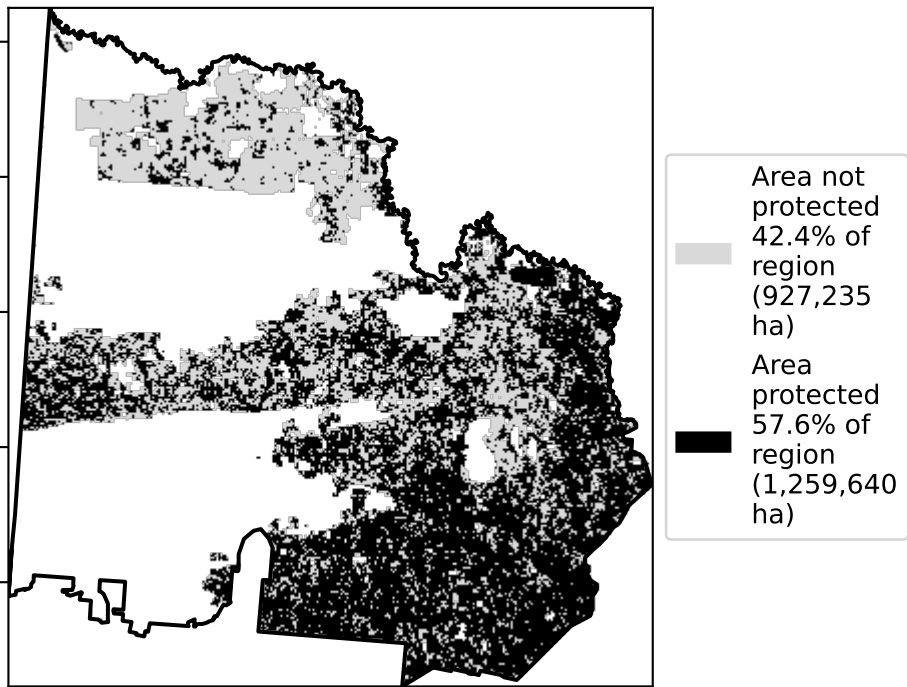 Area not
protected
42.4% of
region
(927,235
ha)
Area
protected
57.6% of
region
(1,259,640
ha)